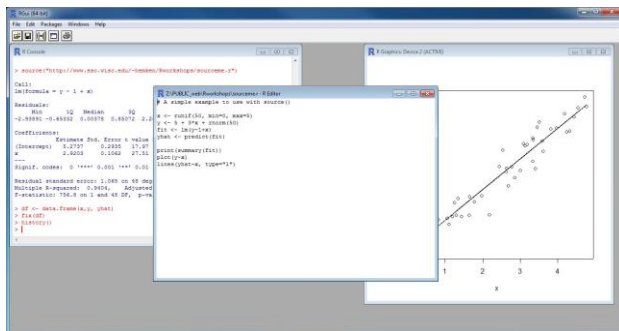 RGui (64-bit)
File Edit Packages Windows Help
R Console
> source("http://www.ssc.wisc.edu/~hemken/Rworkshops/sourceme.r")
Call:
lm(formula = y ~ 1 + x)
Residuals:
Min 1Q Median 3Q
Coefficients:
Estimate Std. Error t value
(Intercept) 5.2737 0.2935 17.97
x 2.9203 0.1062 27.51
---
Signif. codes: 0 '***' 0.001 '**' 0.01
Residual standard error: 1.065 on 48 deg
Multiple R-squared: 0.9404, Adjusted
F-statistic: 756.8 on 1 and 48 DF, p-va
> df <- data.frame(x,y, yhat)
> fix(df)
> history()
>
Z:\PUBLIC_web\Rworkshops\sourceme.r - R Editor
# A simple example to use with source()
x <- runif(50, min=0, max=5)
y <- 5 + 3*x + rnorm(50)
fit <- lm(y~1+x)
yhat <- predict(fit)
print(summary(fit))
plot(y~x)
lines(yhat~x, type="l")
R Graphics: Device 2 (ACTIVE)
1 2 3 4
x